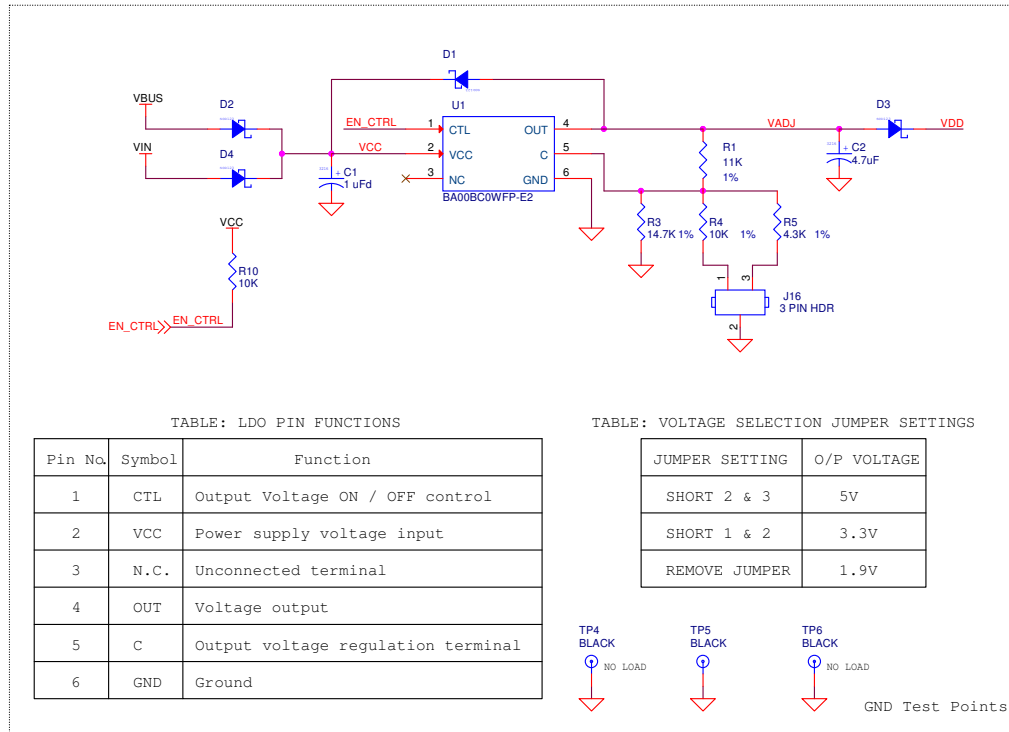 D1
VBUS
D2
U1
D3
EN_CTRL
1
CTL
OUT
4
VADJ
VDD
VIN
D4
VCC
2
VCC
C
5
R1
11K
1%
+
C2
4.7uF
+
C1
1 uFd
3
NC
GND
6
BA00BC0WFP-E2
VCC
R3
14.7K 1%
R4
10K 1%
R5
4.3K 1%
R10
10K
1
3
J16
3 PIN HDR
2
EN_CTRL
EN_CTRL
TABLE: LDO PIN FUNCTIONS
Pin No. Symbol Function
1 CTL Output Voltage ON / OFF control
2 VCC Power supply voltage input
3 N.C. Unconnected terminal
4 OUT Voltage output
5 C Output voltage regulation terminal
6 GND Ground
TABLE: VOLTAGE SELECTION JUMPER SETTINGS
JUMPER SETTING O/P VOLTAGE
SHORT 2 & 3 5V
SHORT 1 & 2 3.3V
REMOVE JUMPER 1.9V
TP4
BLACK
NO LOAD
TP5
BLACK
TP6
BLACK
NO LOAD
GND Test Points